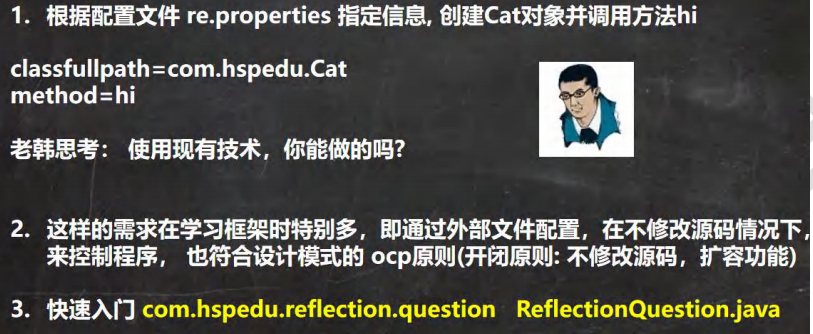 1. 根据配置文件 re.properties 指定信息, 创建Cat对象并调用方法hi
classfullpath=com.hspedu.Cat
method=hi
老韩思考： 使用现有技术，你能做的吗?
2. 这样的需求在学习框架时特别多，即通过外部文件配置，在不修改源码情况下，
来控制程序， 也符合设计模式的 ocp原则(开闭原则: 不修改源码，扩容功能)
3. 快速入门 com.hspedu.reflection.question ReflectionQuestion.java